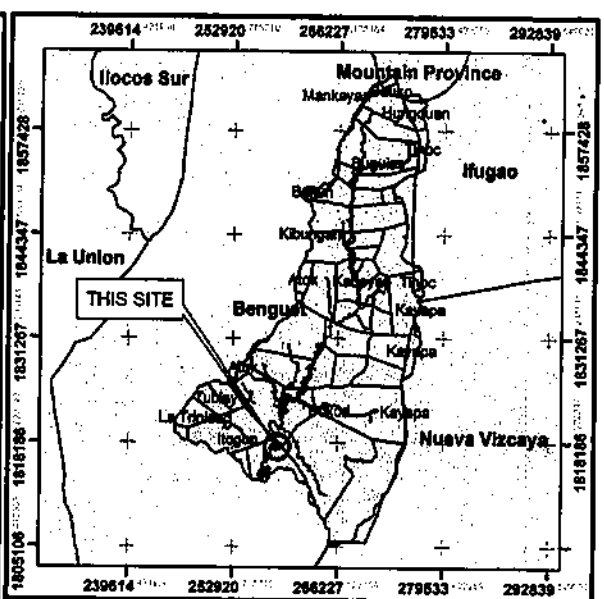 239614 252920 266227 279533 292839
Ilocos Sur
Mountain Province
Mankayan
Hungduan
1857428 1857428
Tinoc
Buguias
Ifugao
Bakun
Kibungan
1844347 1844347
La Union
Atok Kabayan Tinoc
THIS SITE
Benguet
Kayapa
1831267 1831267
Kayapa
Atok
Tublay
La Trinidad
Bokod
Kayapa
Itogon
Nueva Vizcaya
1818186 1818186
1805106
239614 252920 266227 279533 292839